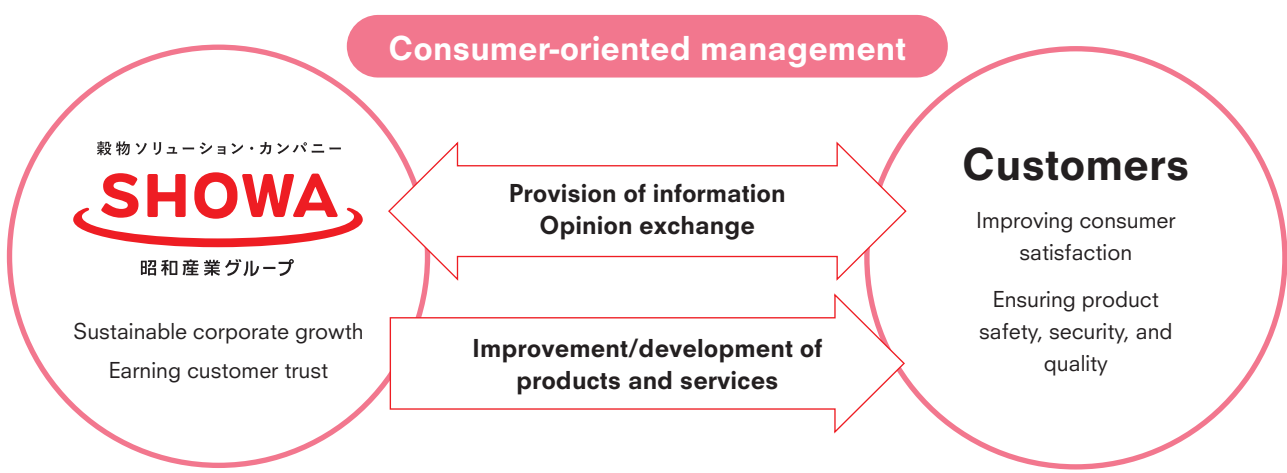 Consumer-oriented management
穀物ソリューション・カンパニー
SHOWA
昭和産業グループ
Sustainable corporate growth
Earning customer trust
Provision of information
Opinion exchange
Improvement/development of
products and services
Customers
Improving consumer
satisfaction
Ensuring product
safety, security, and
quality